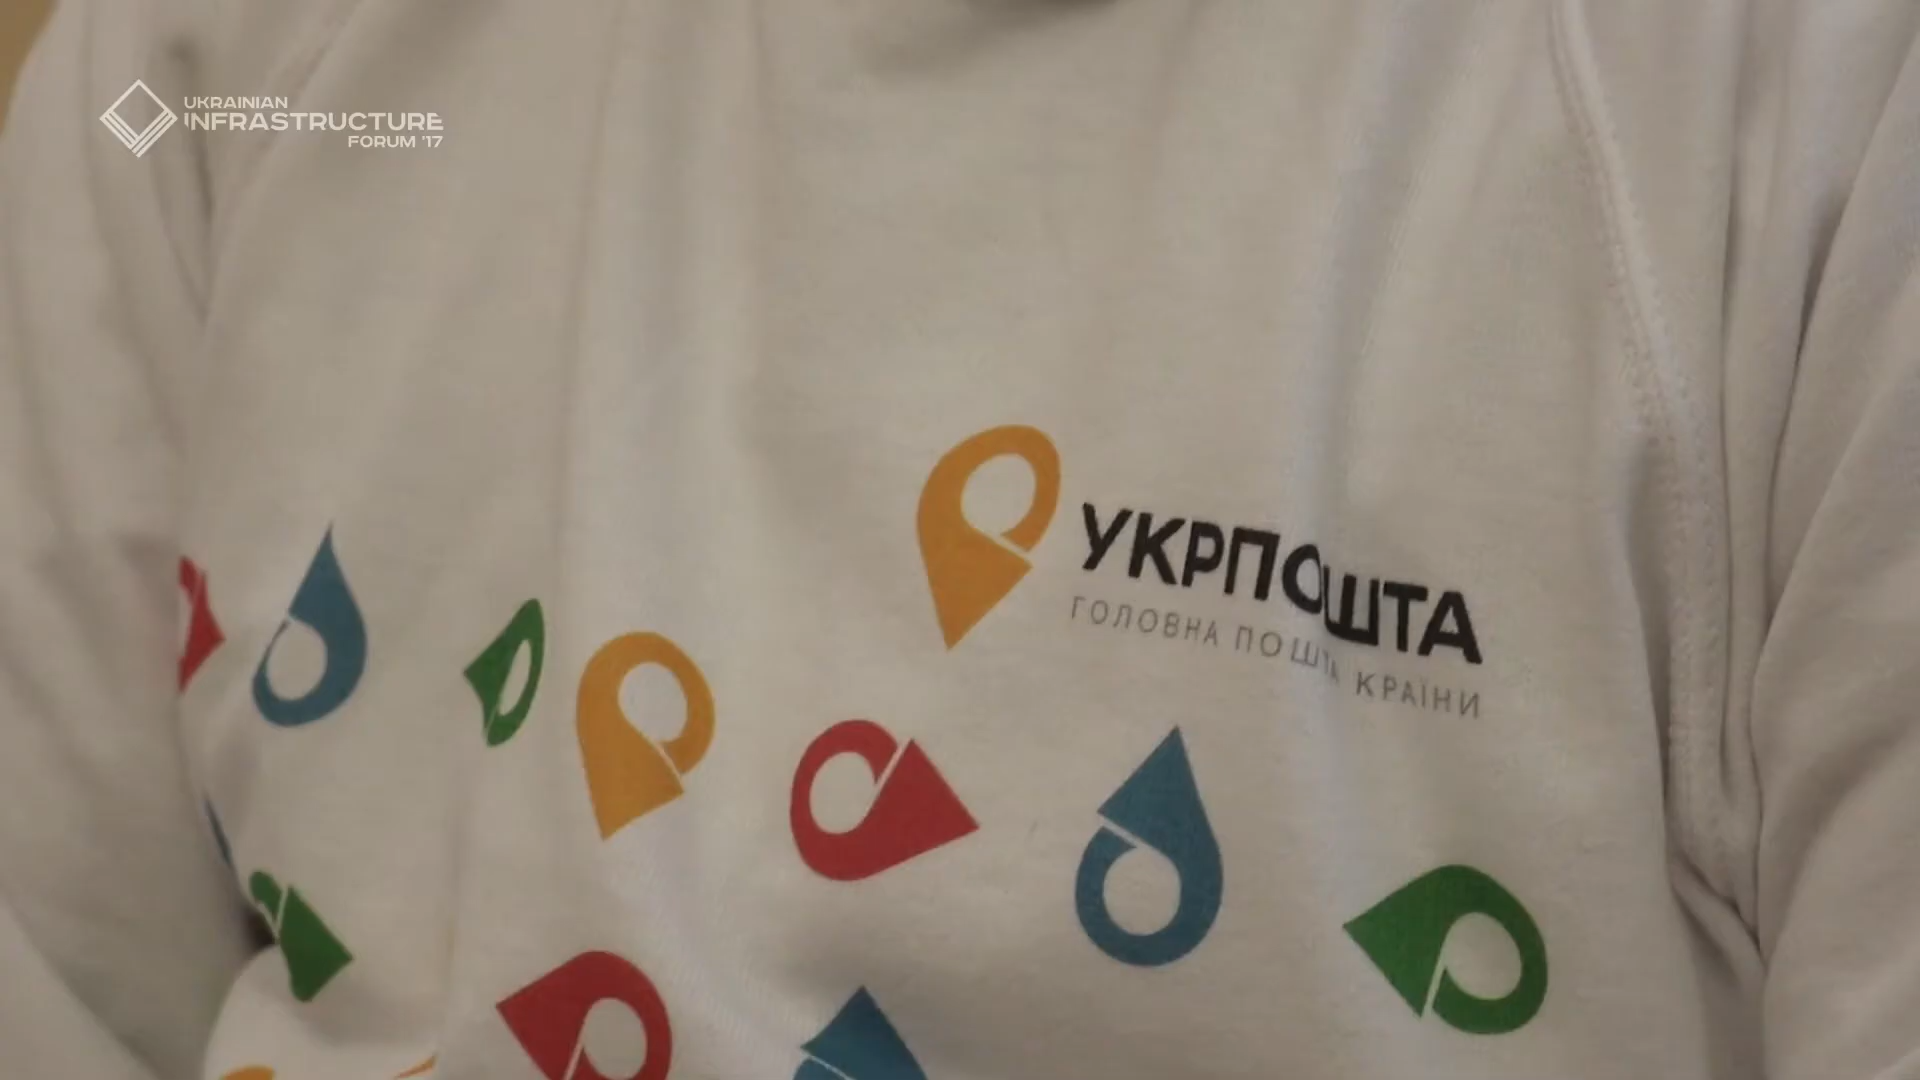 UKRAINIAN
INFRASTRUCTURE
FORUM '17
УКРПОШТА
ГОЛОВНА ПОШТА КРАЇНИ